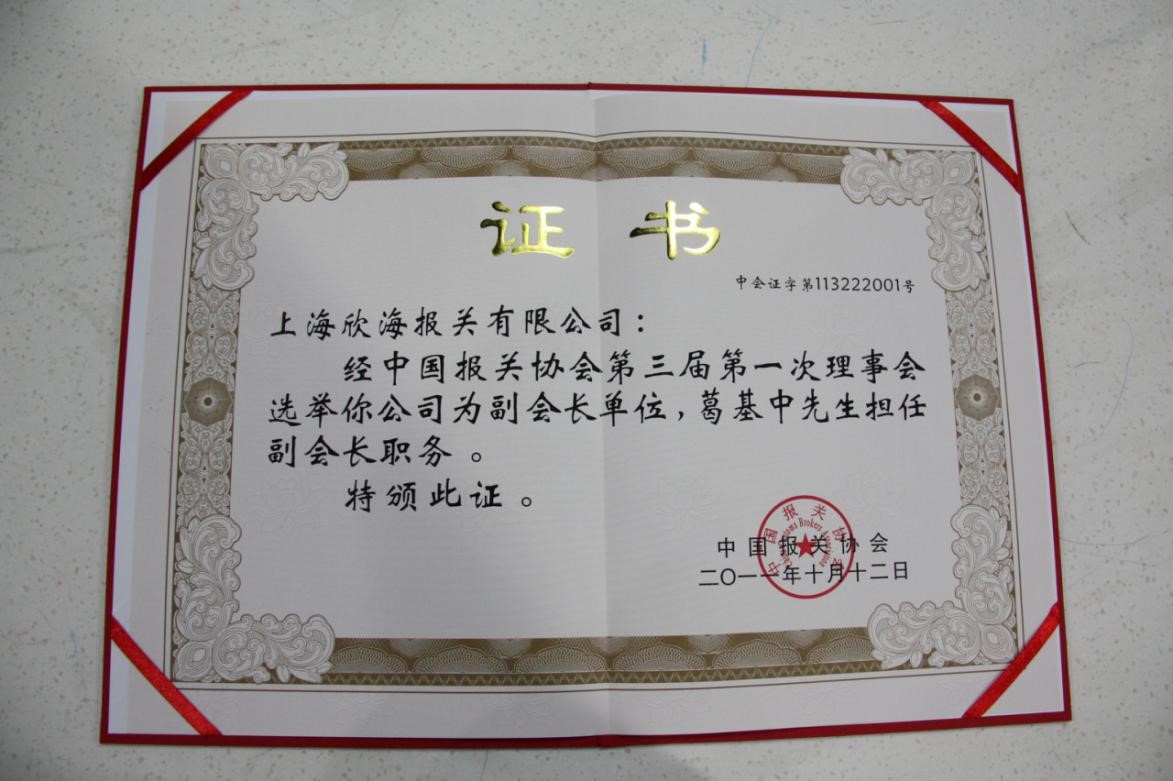 证书
中会证字第113222001号
上海欣海报关有限公司：
经中国报关协会第三届第一次理事会
选举你公司为副会长单位，葛基中先生担任
副会长职务。
特颁此证。
中国报关协会
二〇一一年十月十二日
中国报关协会
Customs Brokers Association